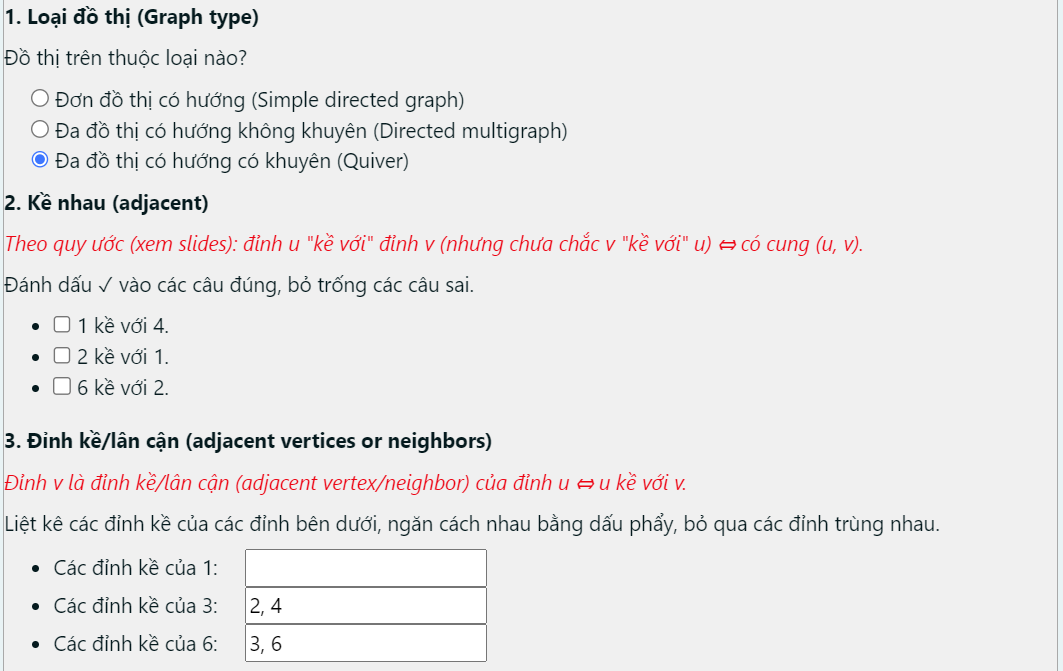 1. Loại đồ thị (Graph type)
Đồ thị trên thuộc loại nào?
Đơn đồ thị có hướng (Simple directed graph)
Đa đồ thị có hướng không khuyên (Directed multigraph)
Đa đồ thị có hướng có khuyên (Quiver)
2. Kề nhau (adjacent)
Theo quy ước (xem slides): đỉnh u "kề với" đỉnh v (nhưng chưa chắc v "kề với" u) ⇔ có cung (u, v).
Đánh dấu ✓ vào các câu đúng, bỏ trống các câu sai.
1 kề với 4.
2 kề với 1.
6 kề với 2.
3. Đỉnh kề/lân cận (adjacent vertices or neighbors)
Đỉnh v là đỉnh kề/lân cận (adjacent vertex/neighbor) của đỉnh u ⇔ u kề với v.
Liệt kê các đỉnh kề của các đỉnh bên dưới, ngăn cách nhau bằng dấu phẩy, bỏ qua các đỉnh trùng nhau.
Các đỉnh kề của 1:
Các đỉnh kề của 3: 2, 4
Các đỉnh kề của 6: 3, 6